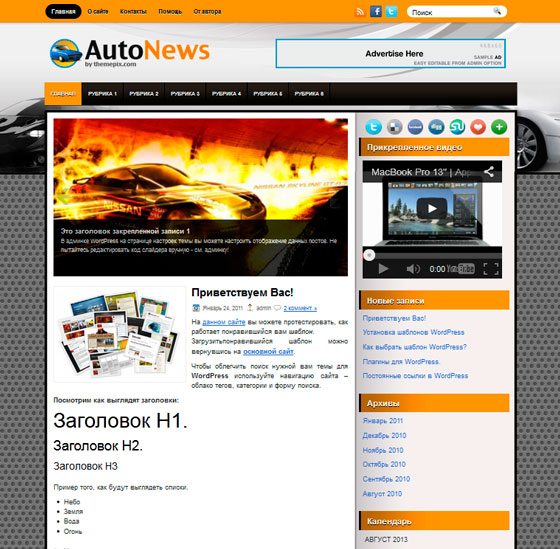 Главная О сайте Контакты Помощь От автора
Поиск
AutoNews
by themepix.com
468x60
Advertise Here
SAMPLE AD
EASY EDITABLE FROM ADMIN OPTION
ГЛАВНАЯ РУБРИКА 1 РУБРИКА 2 РУБРИКА 3 РУБРИКА 4 РУБРИКА 5 РУБРИКА 6
NISSAN SKYLINE GT-R
NISSAN
Это заголовок закрепленной записи 1
В админке WordPress на странице настроек темы вы можете настроить отображение данных постов. Не
пытайтесь редактировать код слайдера вручную - см. админку!
Приветствуем Вас!
Январь 24, 2011 admin 2 коммент »
На данном сайте вы можете протестировать, как
работает понравившийся вам шаблон.
Загрузитьпонравившийся шаблон можно
вернувшись на основной сайт.
Чтобы облегчить поиск нужной вам темы для
WordPress используйте навигацию сайта –
облако тегов, категории и форму поиска.
Посмотрим как выглядят заголовки:
Заголовок H1.
Заголовок H2.
Заголовок H3
Пример того, как будут выглядеть списки.
Небо
Земля
Вода
Огонь
Прикрепленное видео
MacBook Pro 13" | App
0:00 YouTube
Новые записи
Приветствуем Вас!
Установка шаблонов WordPress
Как выбрать шаблон WordPress?
Плагины для WordPress.
Постоянные ссылки в WordPress
Архивы
Январь 2011
Декабрь 2010
Ноябрь 2010
Октябрь 2010
Сентябрь 2010
Август 2010
Календарь
АВГУСТ 2013